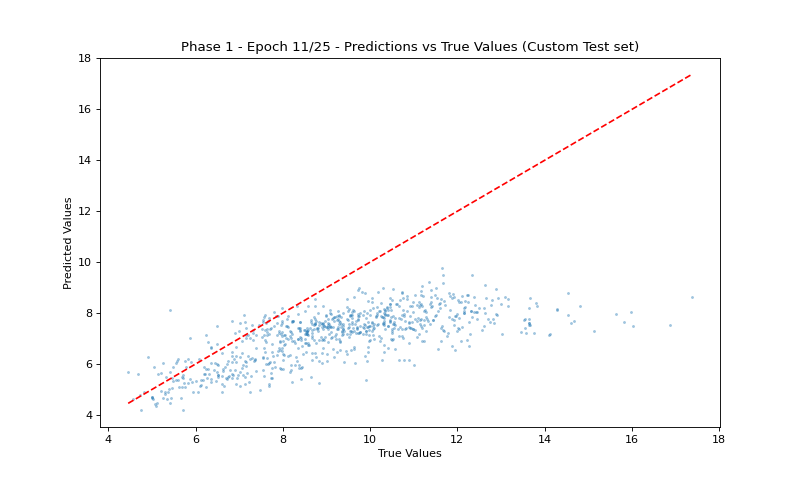 Phase 1 - Epoch 11/25 - Predictions vs True Values (Custom Test set)
18
16
14
12
10
8
6
4
Predicted Values
4 6 8 10 12 14 16 18
True Values